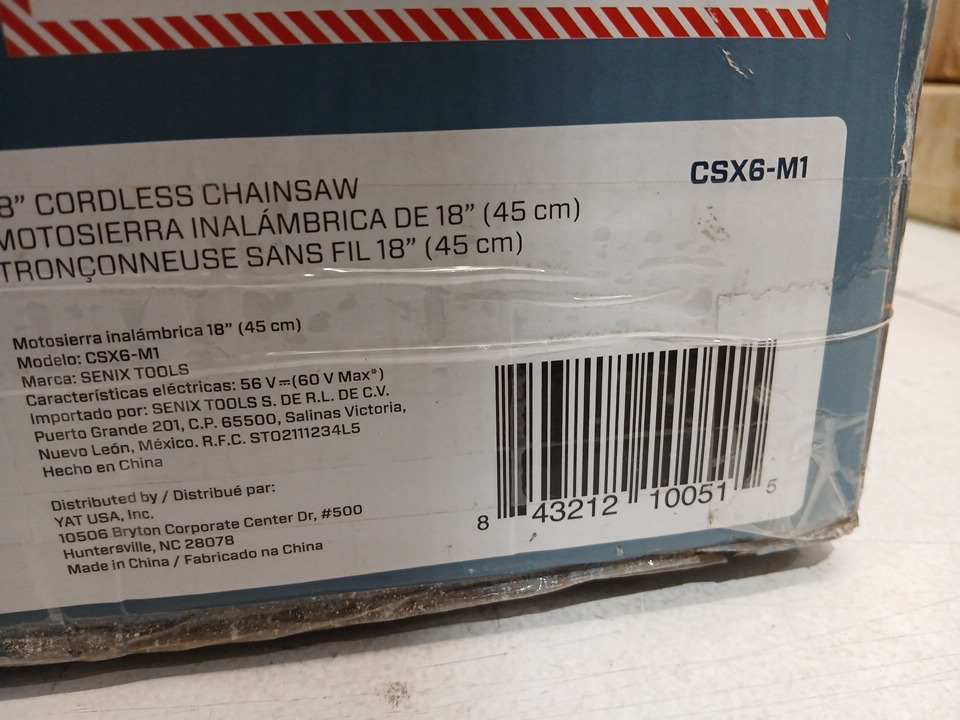 CSX6-M1
8" CORDLESS CHAINSAW
MOTOSIERRA INALÁMBRICA DE 18" (45 cm)
TRONÇONNEUSE SANS FIL 18" (45 cm)
Motosierra inalámbrica 18" (45 cm)
Modelo: CSX6-M1
Marca: SENIX TOOLS
Características eléctricas: 56 V⎓(60 V Max*)
Importado por: SENIX TOOLS S. DE R.L. DE C.V.
Puerto Grande 201, C.P. 65500, Salinas Victoria,
Nuevo León, México. R.F.C. STO2111234L5
Hecho en China
Distributed by / Distribué par:
YAT USA, Inc.
10506 Bryton Corporate Center Dr, #500
Huntersville, NC 28078
Made in China / Fabricado na China
8 43212 10051 5